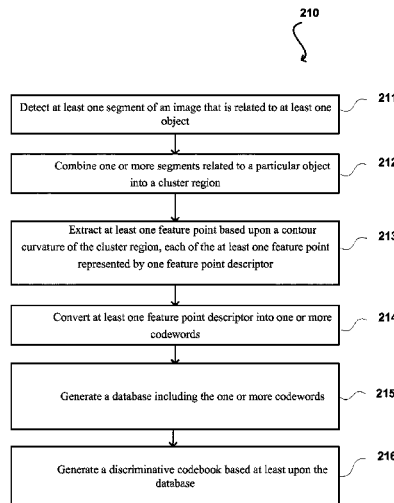 210
Detect at least one segment of an image that is related to at least one
object
211
Combine one or more segments related to a particular object
into a cluster region
212
Extract at least one feature point based upon a contour
curvature of the cluster region, each of the at least one feature point
represented by one feature point descriptor
213
Convert at least one feature point descriptor into one or more
codewords
214
Generate a database including the one or more codewords
215
Generate a discriminative codebook based at least upon the
database
216